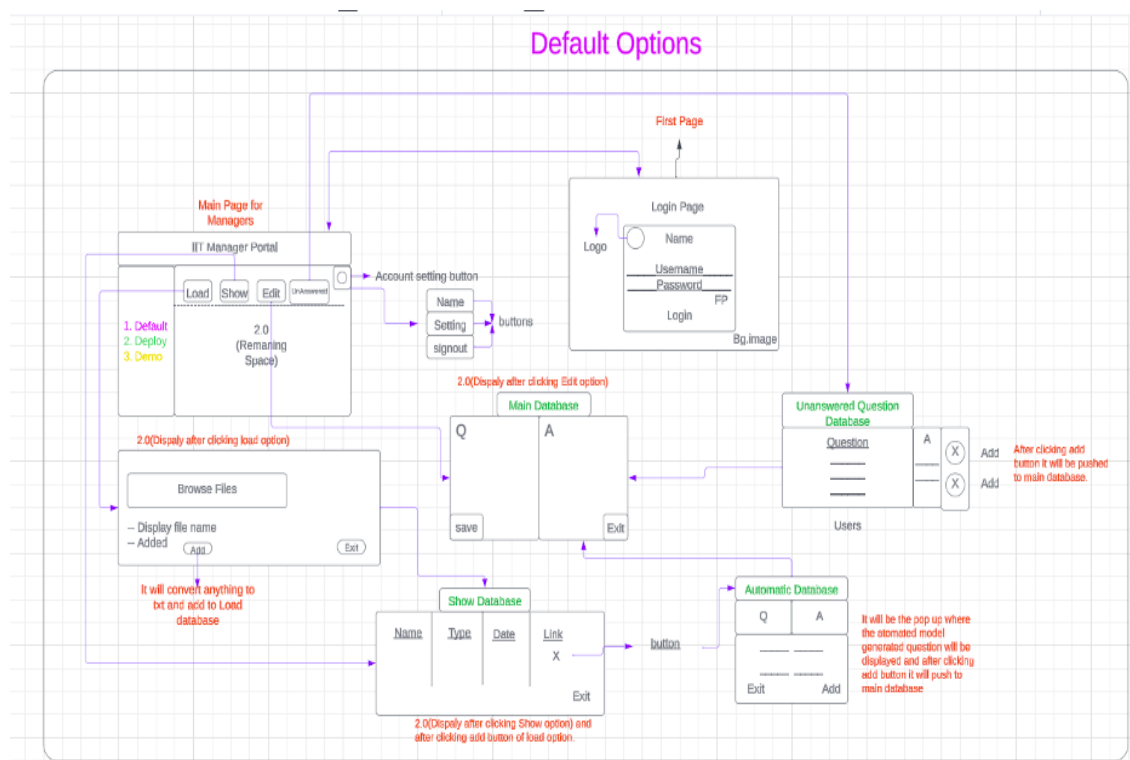 Default Options
First Page
Main Page for
Managers
IIT Manager Portal
Load
Show
Edit
UnAnswered
Account setting button
1. Default
2. Deploy
3. Demo
2.0
(Remaning
Space)
Name
Setting
signout
buttons
Login Page
Logo
Name
Username
Password
FP
Login
Bg.image
2.0(Dispaly after clicking load option)
Browse Files
-- Display file name
-- Added
Add
Exit
It will convert anything to
txt and add to Load
database
2.0(Dispaly after clicking Edit option)
Main Database
Q
A
save
Exit
Unanswered Question
Database
Question
A
X
Add
X
Add
After clicking add
button it will be pushed
to main database.
Users
Show Database
Name
Type
Date
Link
X
Exit
button
2.0(Dispaly after clicking Show option) and
after clicking add button of load option.
Automatic Database
Q
A
Exit
Add
It will be the pop up where
the atomated model
generated question will be
displayed and after clicking
add button it will push to
main database